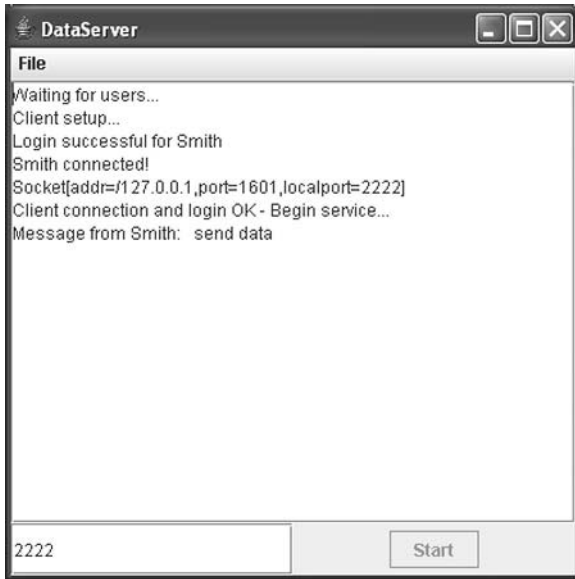 DataServer
File
Waiting for users...
Client setup...
Login successful for Smith
Smith connected!
Socket[addr=/127.0.0.1,port=1601,localport=2222]
Client connection and login OK - Begin service...
Message from Smith:   send data
2222
Start